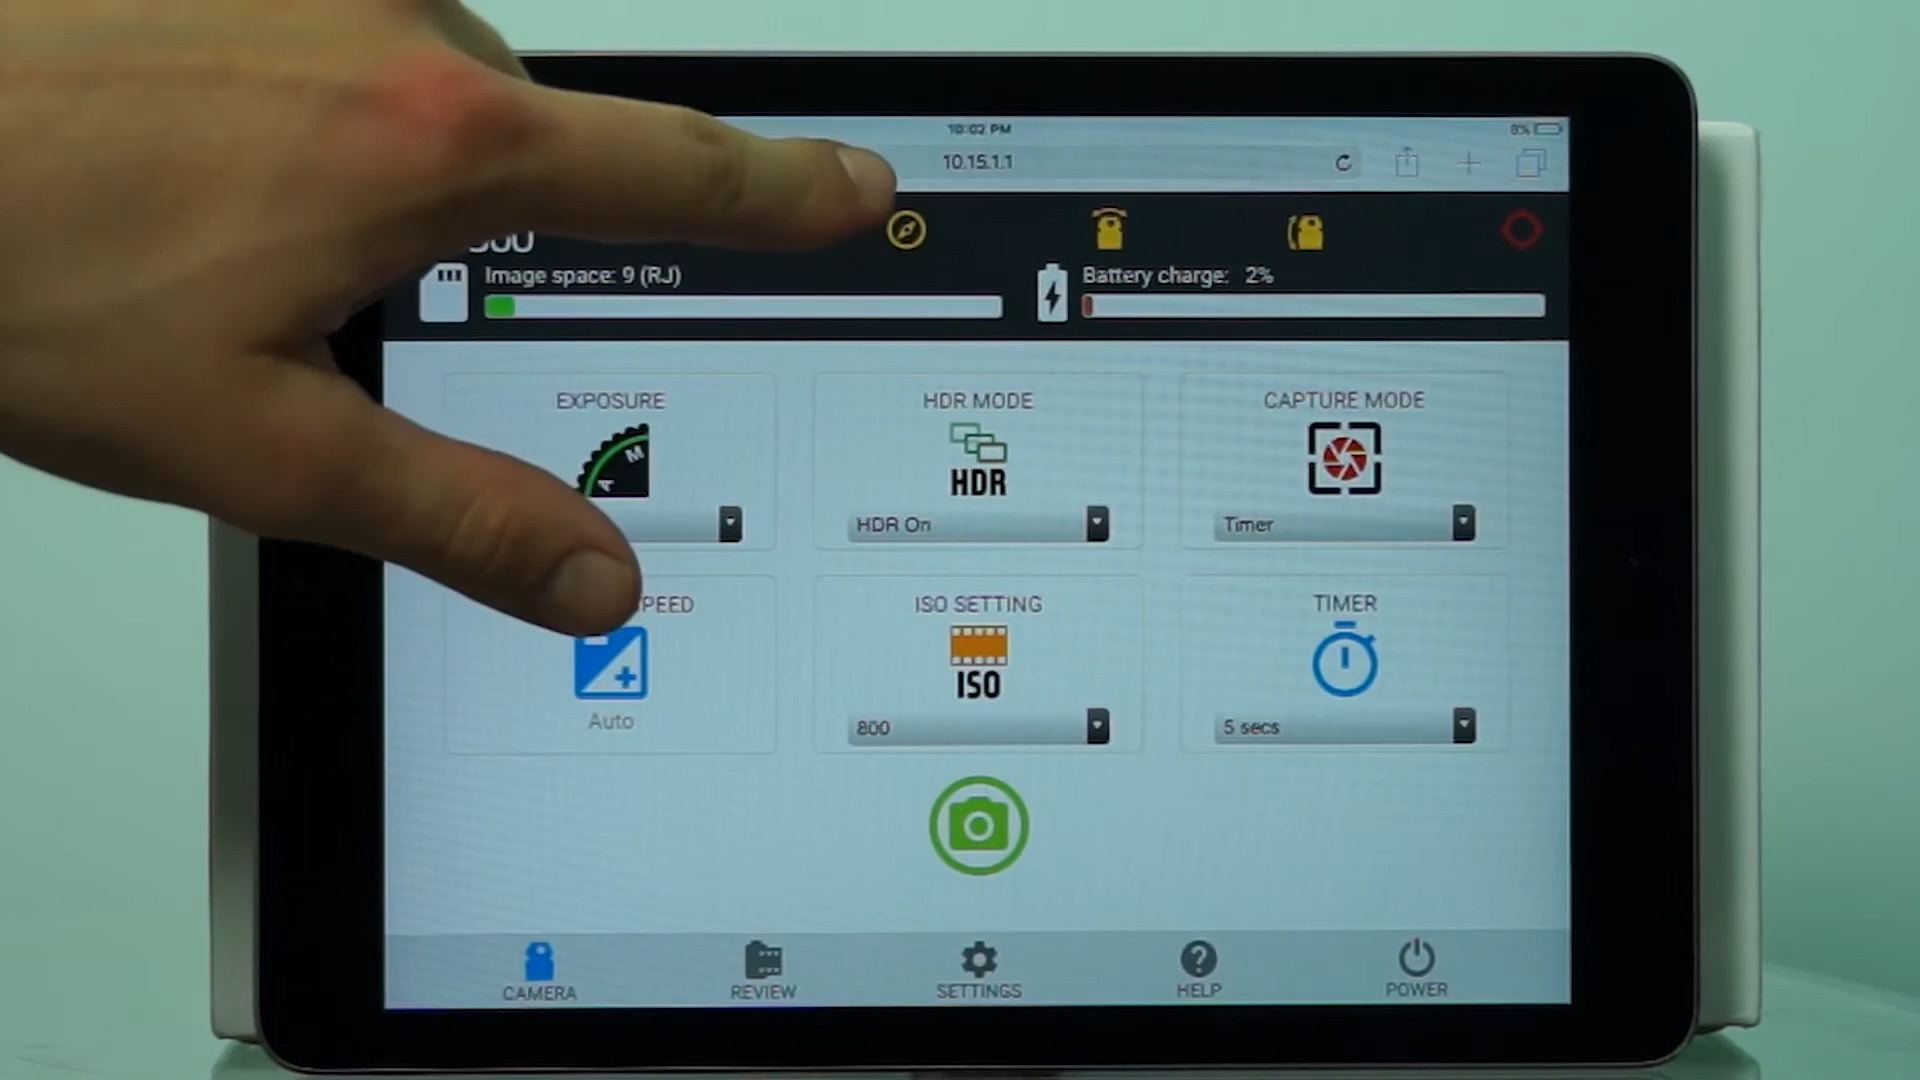 10:02 PM
8%
10.15.1.1
Image space: 9 (RJ)
Battery charge: 2%
EXPOSURE
HDR MODE
CAPTURE MODE
M
A
HDR
HDR On
Timer
PEED
ISO SETTING
TIMER
ISO
Auto
800
5 secs
CAMERA
REVIEW
SETTINGS
HELP
POWER